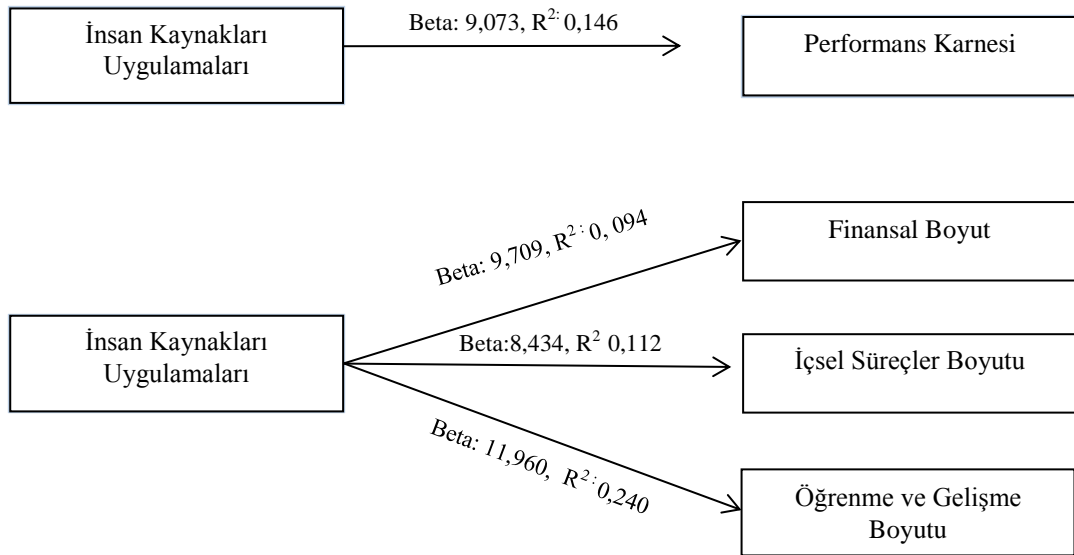 Beta: 9,073, R²: 0,146
İnsan Kaynakları
Uygulamaları
Performans Karnesi
Beta: 9,709, R²: 0, 094
Finansal Boyut
İnsan Kaynakları
Uygulamaları
Beta:8,434, R² 0,112
İçsel Süreçler Boyutu
Beta: 11,960, R²:0,240
Öğrenme ve Gelişme
Boyutu